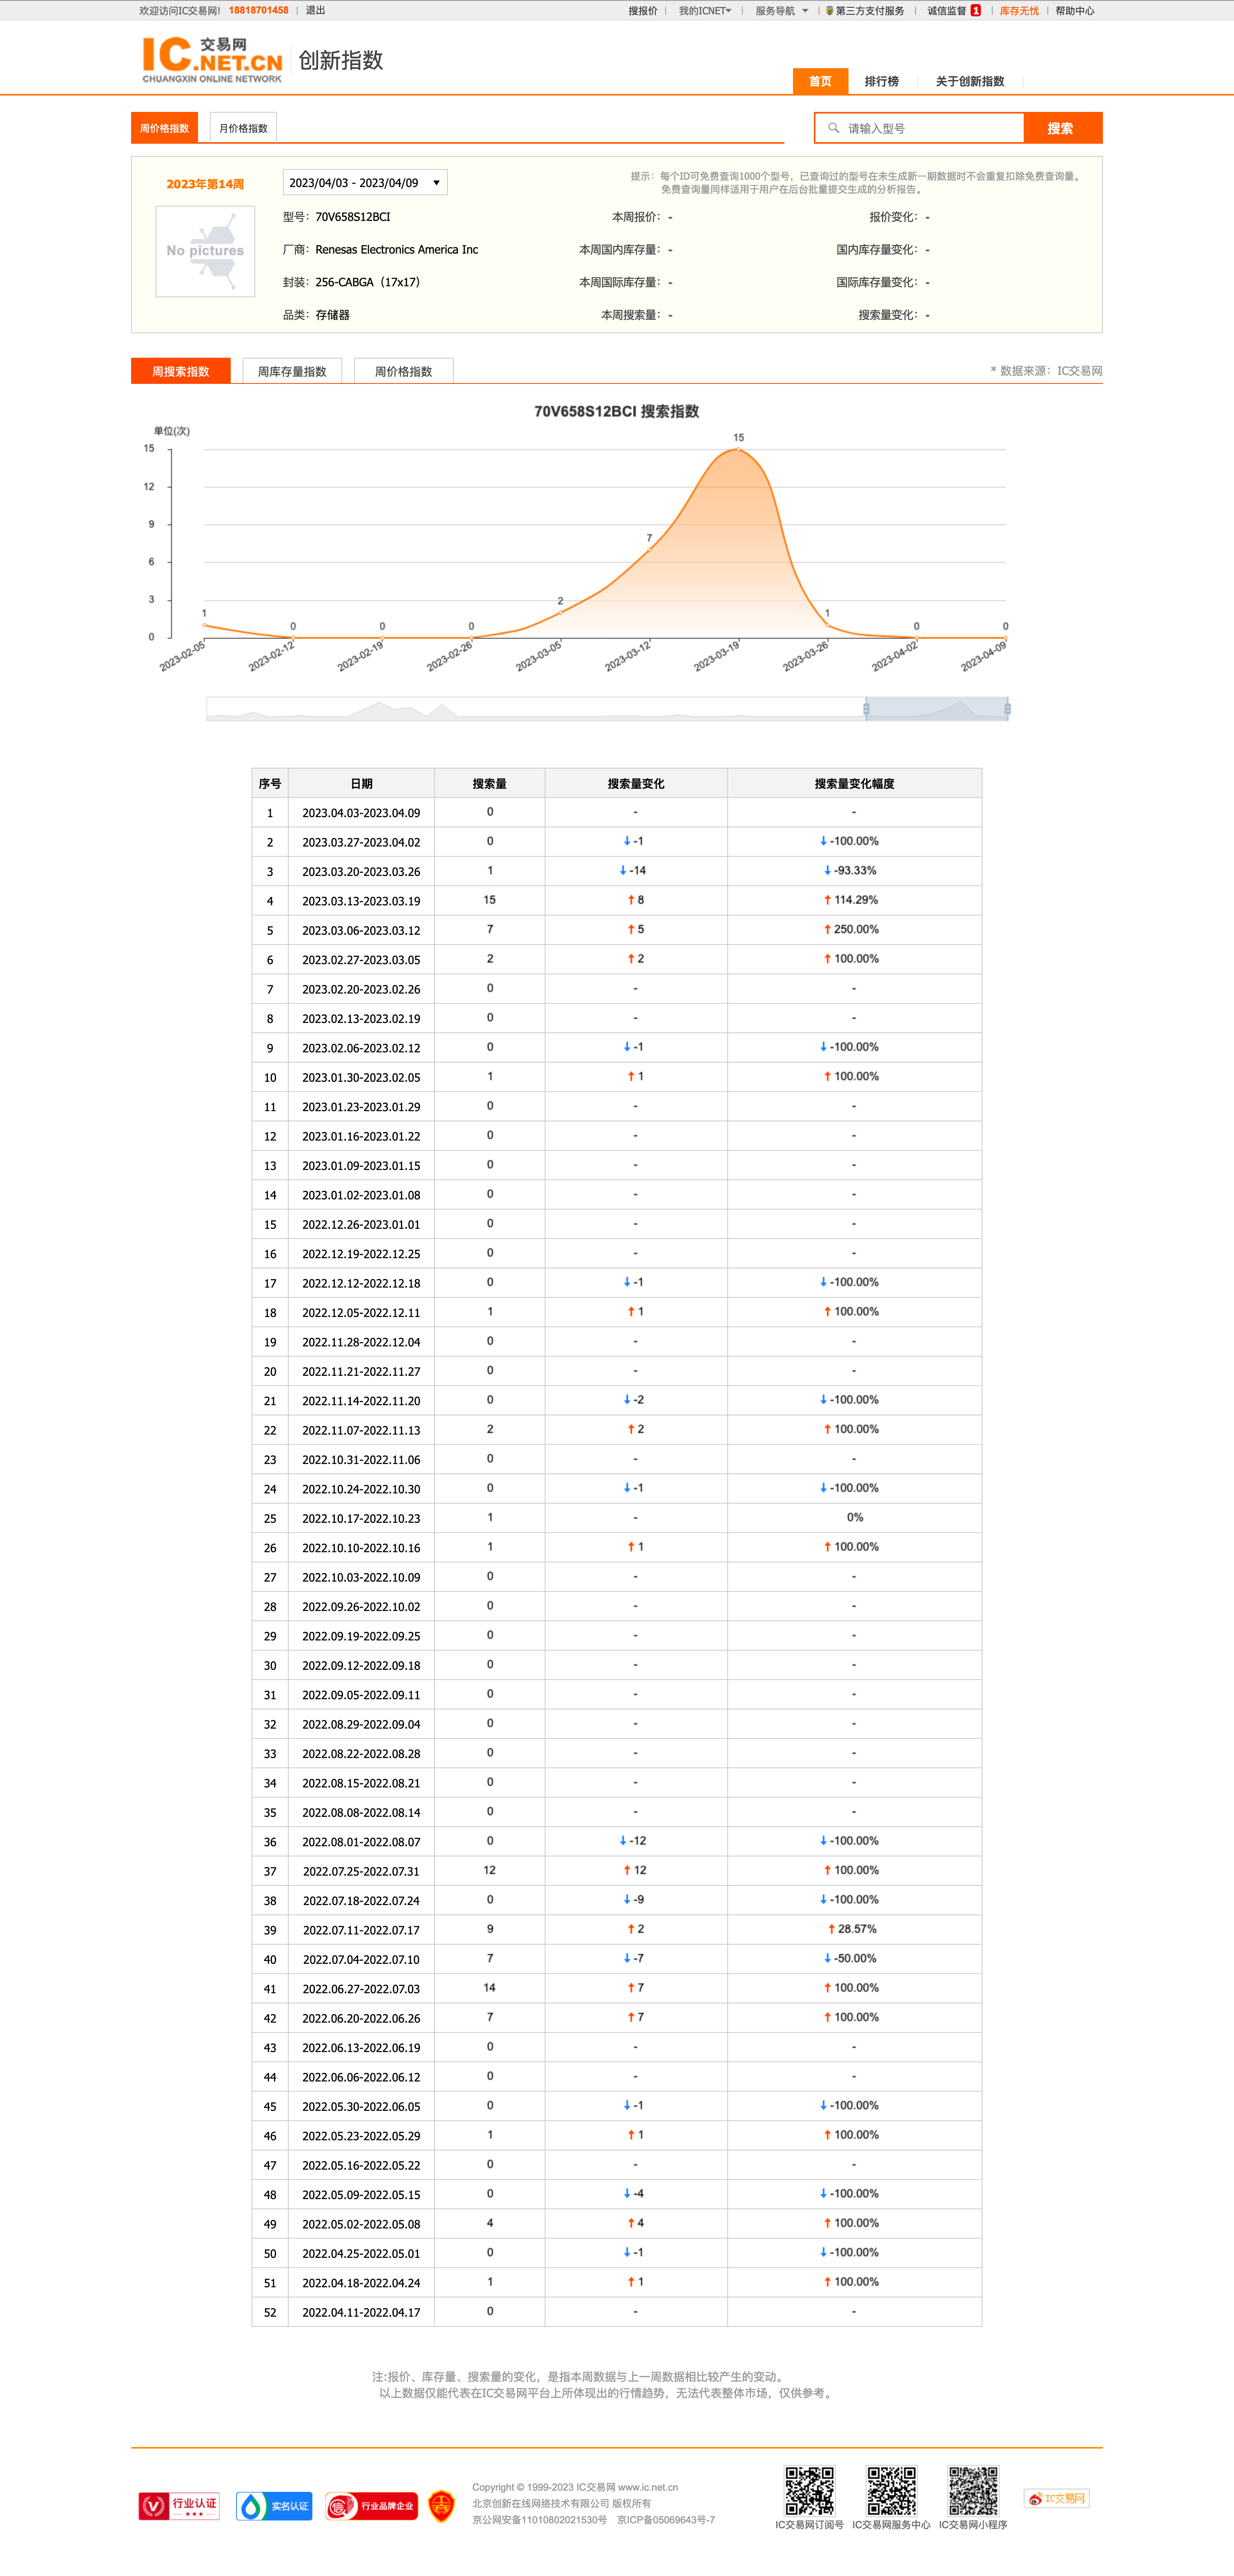 欢迎访问IC交易网! 18818701458 | 退出 搜报价 | 我的ICNET | 服务导航 | 第三方支付服务 | 诚信监督 1 | 库存无忧 | 帮助中心
IC 交易网
.NET.CN
CHUANGXIN ONLINE NETWORK
创新指数
首页 排行榜 关于创新指数
周价格指数 月价格指数 请输入型号 搜索
2023年第14周 2023/04/03 - 2023/04/09
提示：每个ID可免费查询1000个型号，已查询过的型号在未生成新一期数据时不会重复扣除免费查询量。
免费查询量同样适用于用户在后台批量提交生成的分析报告。
No pictures
型号：70V658S12BCI 本周报价：- 报价变化：-
厂商：Renesas Electronics America Inc 本周国内库存量：- 国内库存量变化：-
封装：256-CABGA（17x17） 本周国际库存量：- 国际库存量变化：-
品类：存储器 本周搜索量：- 搜索量变化：-
周搜索指数 周库存量指数 周价格指数 * 数据来源：IC交易网
70V658S12BCI 搜索指数
单位(次)
15
12
9
6
3
0
1 0 0 0 2 7 15 1 0 0
2023-02-05 2023-02-12 2023-02-19 2023-02-26 2023-03-05 2023-03-12 2023-03-19 2023-03-26 2023-04-02 2023-04-09
序号 日期 搜索量 搜索量变化 搜索量变化幅度
1 2023.04.03-2023.04.09 0 - -
2 2023.03.27-2023.04.02 0 ↓-1 ↓-100.00%
3 2023.03.20-2023.03.26 1 ↓-14 ↓-93.33%
4 2023.03.13-2023.03.19 15 ↑8 ↑114.29%
5 2023.03.06-2023.03.12 7 ↑5 ↑250.00%
6 2023.02.27-2023.03.05 2 ↑2 ↑100.00%
7 2023.02.20-2023.02.26 0 - -
8 2023.02.13-2023.02.19 0 - -
9 2023.02.06-2023.02.12 0 ↓-1 ↓-100.00%
10 2023.01.30-2023.02.05 1 ↑1 ↑100.00%
11 2023.01.23-2023.01.29 0 - -
12 2023.01.16-2023.01.22 0 - -
13 2023.01.09-2023.01.15 0 - -
14 2023.01.02-2023.01.08 0 - -
15 2022.12.26-2023.01.01 0 - -
16 2022.12.19-2022.12.25 0 - -
17 2022.12.12-2022.12.18 0 ↓-1 ↓-100.00%
18 2022.12.05-2022.12.11 1 ↑1 ↑100.00%
19 2022.11.28-2022.12.04 0 - -
20 2022.11.21-2022.11.27 0 - -
21 2022.11.14-2022.11.20 0 ↓-2 ↓-100.00%
22 2022.11.07-2022.11.13 2 ↑2 ↑100.00%
23 2022.10.31-2022.11.06 0 - -
24 2022.10.24-2022.10.30 0 ↓-1 ↓-100.00%
25 2022.10.17-2022.10.23 1 - 0%
26 2022.10.10-2022.10.16 1 ↑1 ↑100.00%
27 2022.10.03-2022.10.09 0 - -
28 2022.09.26-2022.10.02 0 - -
29 2022.09.19-2022.09.25 0 - -
30 2022.09.12-2022.09.18 0 - -
31 2022.09.05-2022.09.11 0 - -
32 2022.08.29-2022.09.04 0 - -
33 2022.08.22-2022.08.28 0 - -
34 2022.08.15-2022.08.21 0 - -
35 2022.08.08-2022.08.14 0 - -
36 2022.08.01-2022.08.07 0 ↓-12 ↓-100.00%
37 2022.07.25-2022.07.31 12 ↑12 ↑100.00%
38 2022.07.18-2022.07.24 0 ↓-9 ↓-100.00%
39 2022.07.11-2022.07.17 9 ↑2 ↑28.57%
40 2022.07.04-2022.07.10 7 ↓-7 ↓-50.00%
41 2022.06.27-2022.07.03 14 ↑7 ↑100.00%
42 2022.06.20-2022.06.26 7 ↑7 ↑100.00%
43 2022.06.13-2022.06.19 0 - -
44 2022.06.06-2022.06.12 0 - -
45 2022.05.30-2022.06.05 0 ↓-1 ↓-100.00%
46 2022.05.23-2022.05.29 1 ↑1 ↑100.00%
47 2022.05.16-2022.05.22 0 - -
48 2022.05.09-2022.05.15 0 ↓-4 ↓-100.00%
49 2022.05.02-2022.05.08 4 ↑4 ↑100.00%
50 2022.04.25-2022.05.01 0 ↓-1 ↓-100.00%
51 2022.04.18-2022.04.24 1 ↑1 ↑100.00%
52 2022.04.11-2022.04.17 0 - -
注:报价、库存量、搜索量的变化，是指本周数据与上一周数据相比较产生的变动。
以上数据仅能代表在IC交易网平台上所体现出的行情趋势，无法代表整体市场，仅供参考。
行业认证 实名认证 信 行业品牌企业
Copyright © 1999-2023 IC交易网 www.ic.net.cn
北京创新在线网络技术有限公司 版权所有
京公网安备11010802021530号 京ICP备05069643号-7
IC交易网订阅号 IC交易网服务中心 IC交易网小程序
IC交易网